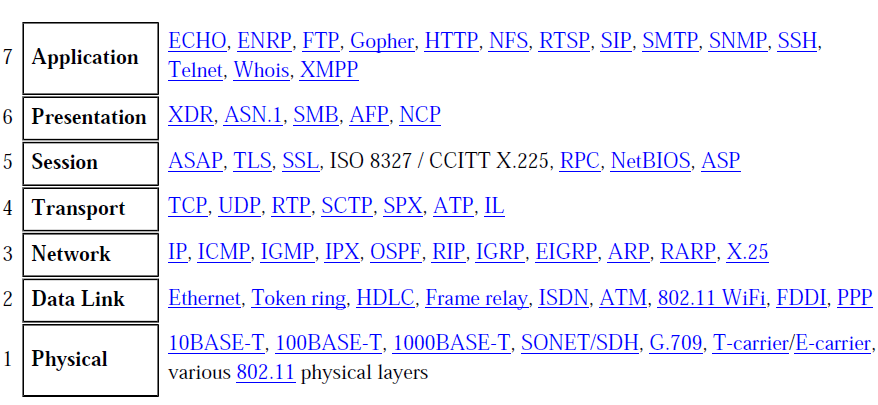 7 Application ECHO, ENRP, FTP, Gopher, HTTP, NFS, RTSP, SIP, SMTP, SNMP, SSH,
Telnet, Whois, XMPP
6 Presentation XDR, ASN.1, SMB, AFP, NCP
5 Session ASAP, TLS, SSL, ISO 8327 / CCITT X.225, RPC, NetBIOS, ASP
4 Transport TCP, UDP, RTP, SCTP, SPX, ATP, IL
3 Network IP, ICMP, IGMP, IPX, OSPF, RIP, IGRP, EIGRP, ARP, RARP, X.25
2 Data Link Ethernet, Token ring, HDLC, Frame relay, ISDN, ATM, 802.11 WiFi, FDDI, PPP
1 Physical 10BASE-T, 100BASE-T, 1000BASE-T, SONET/SDH, G.709, T-carrier/E-carrier,
various 802.11 physical layers